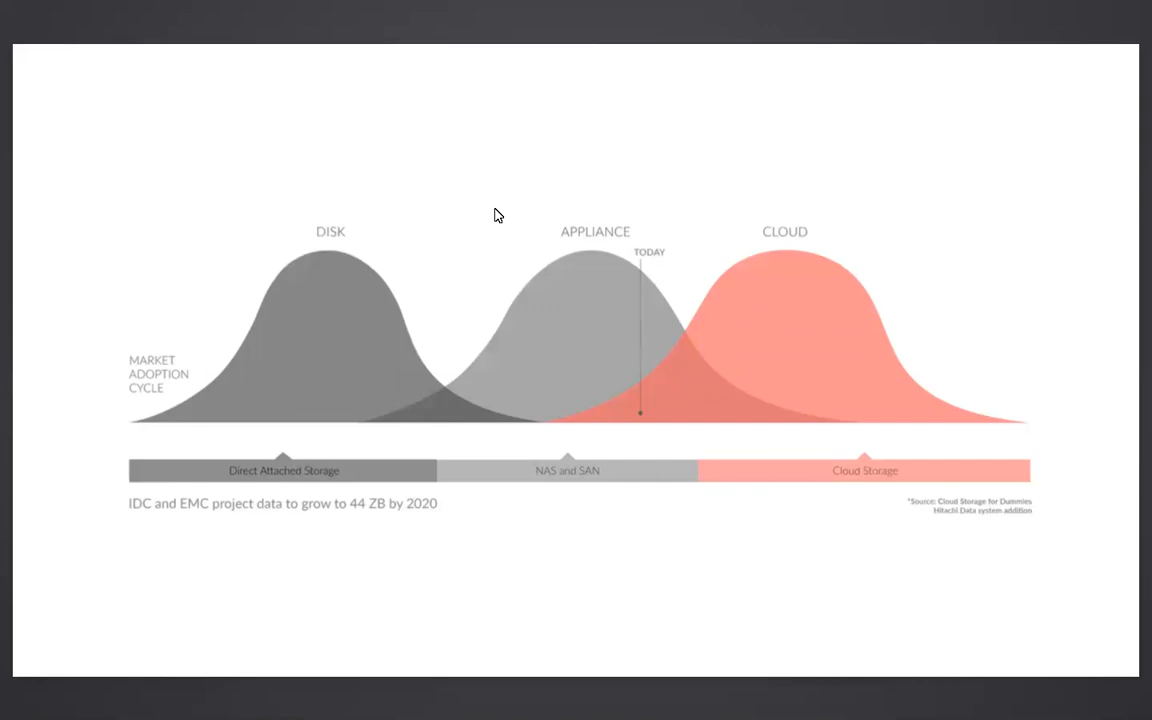 DISK
APPLIANCE
CLOUD
TODAY
MARKET
ADOPTION
CYCLE
Direct Attached Storage
NAS and SAN
Cloud Storage
IDC and EMC project data to grow to 44 ZB by 2020
*Source: Cloud Storage for Dummies
Hitachi Data system addition